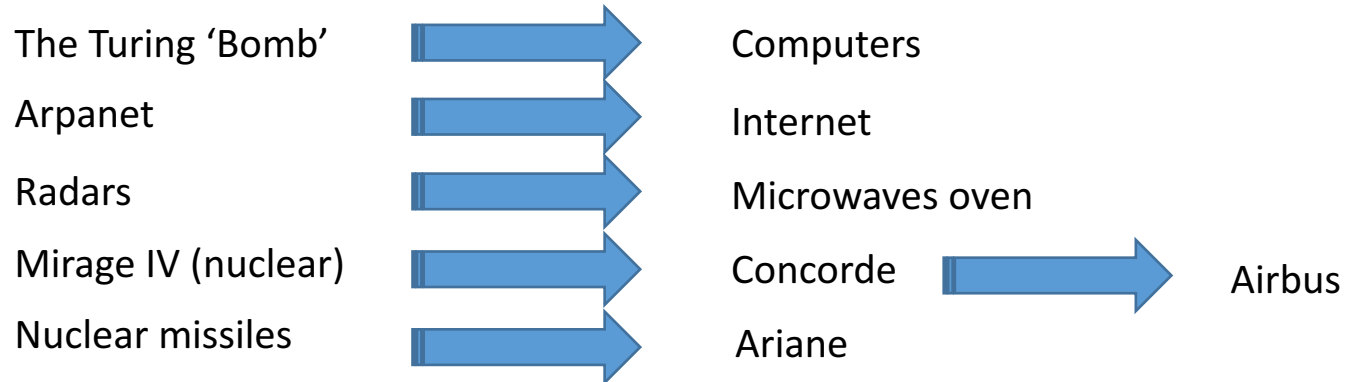 The Turing ‘Bomb’ Computers
Arpanet Internet
Radars Microwaves oven
Mirage IV (nuclear) Concorde Airbus
Nuclear missiles Ariane